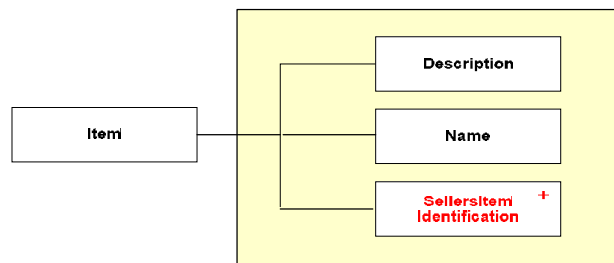 Item
Description
Name
SellersItem +
Identification